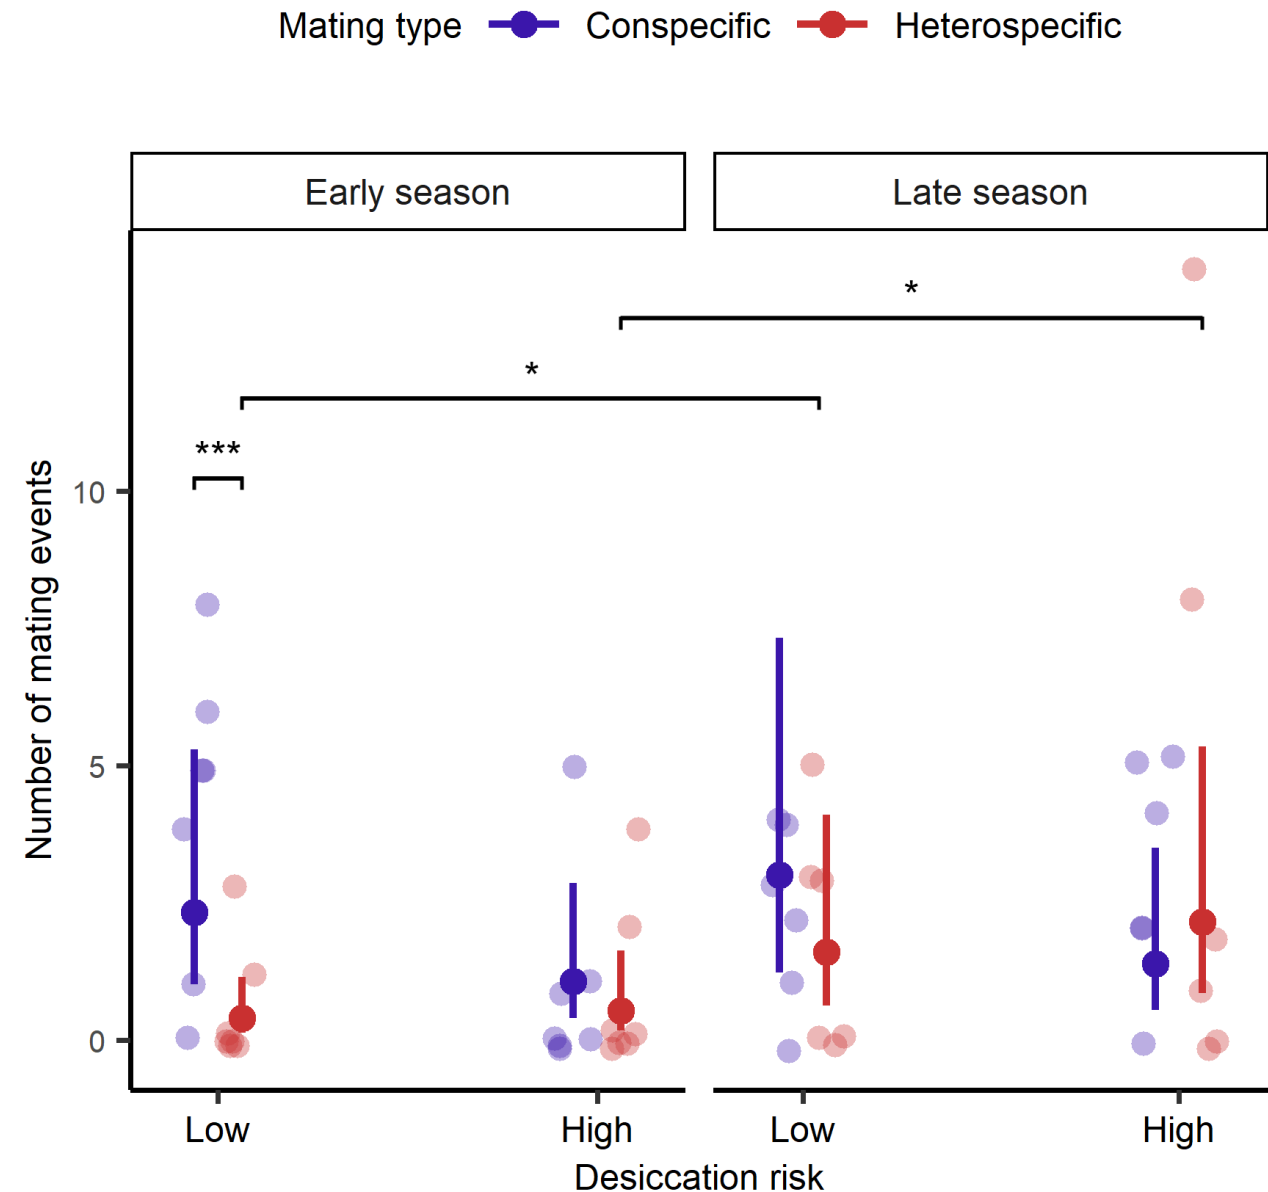 Mating type Conspecific Heterospecific
Early season Late season
*
*
***
Number of mating events
10
5
0
Low High Low High
Desiccation risk